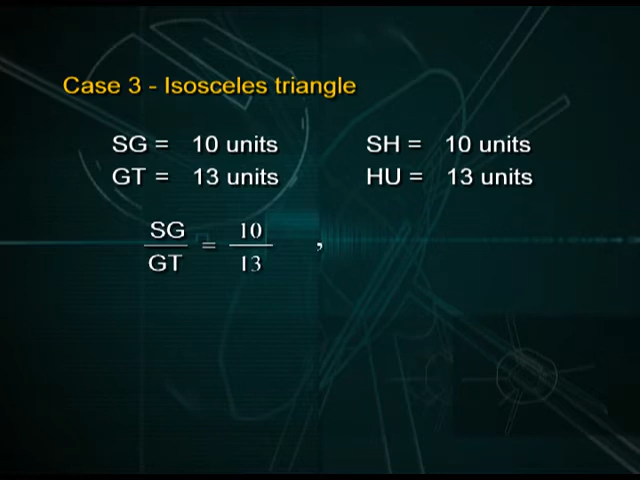 Case 3 - Isosceles triangle
SG = 10 units SH = 10 units
GT = 13 units HU = 13 units
SG/GT = 10/13 ,